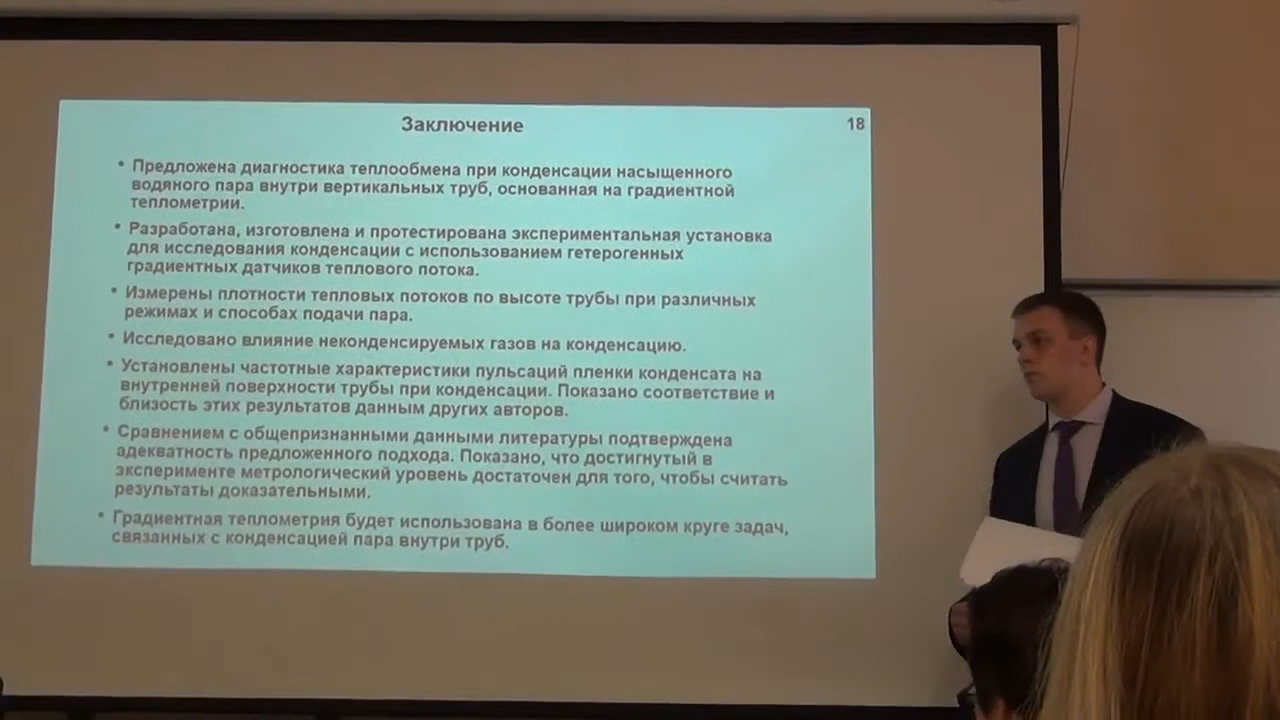 Заключение
18
• Предложена диагностика теплообмена при конденсации насыщенного
водяного пара внутри вертикальных труб, основанная на градиентной
теплометрии.
• Разработана, изготовлена и протестирована экспериментальная установка
для исследования конденсации с использованием гетерогенных
градиентных датчиков теплового потока.
• Измерены плотности тепловых потоков по высоте трубы при различных
режимах и способах подачи пара.
• Исследовано влияние неконденсируемых газов на конденсацию.
• Установлены частотные характеристики пульсаций пленки конденсата на
внутренней поверхности трубы при конденсации. Показано соответствие и
близость этих результатов данным других авторов.
• Сравнением с общепризнанными данными литературы подтверждена
адекватность предложенного подхода. Показано, что достигнутый в
эксперименте метрологический уровень достаточен для того, чтобы считать
результаты доказательными.
• Градиентная теплометрия будет использована в более широком круге задач,
связанных с конденсацией пара внутри труб.